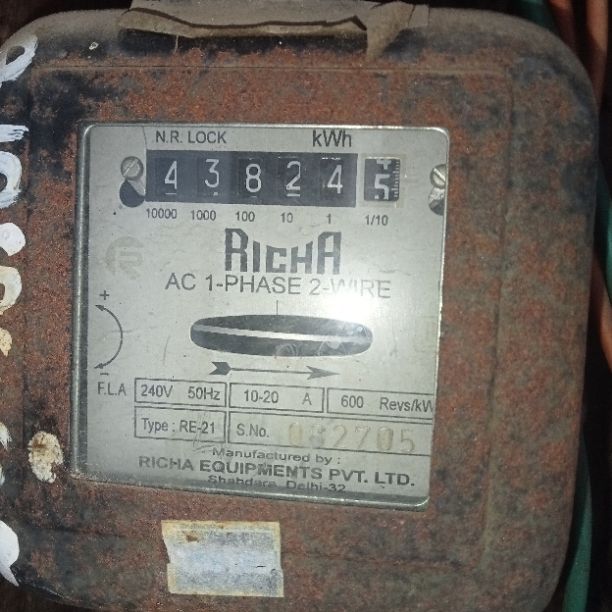 N.R. LOCK kWh
4 3 8 2 4 5
10000 1000 100 10 1 1/10
RICHA
AC 1-PHASE 2-WIRE
+
-
F.L.A 240V 50Hz 10-20 A 600 Revs/kW
Type : RE-21 S.No. 032705
Manufactured by :
RICHA EQUIPMENTS PVT. LTD.
Shahdara, Delhi-32